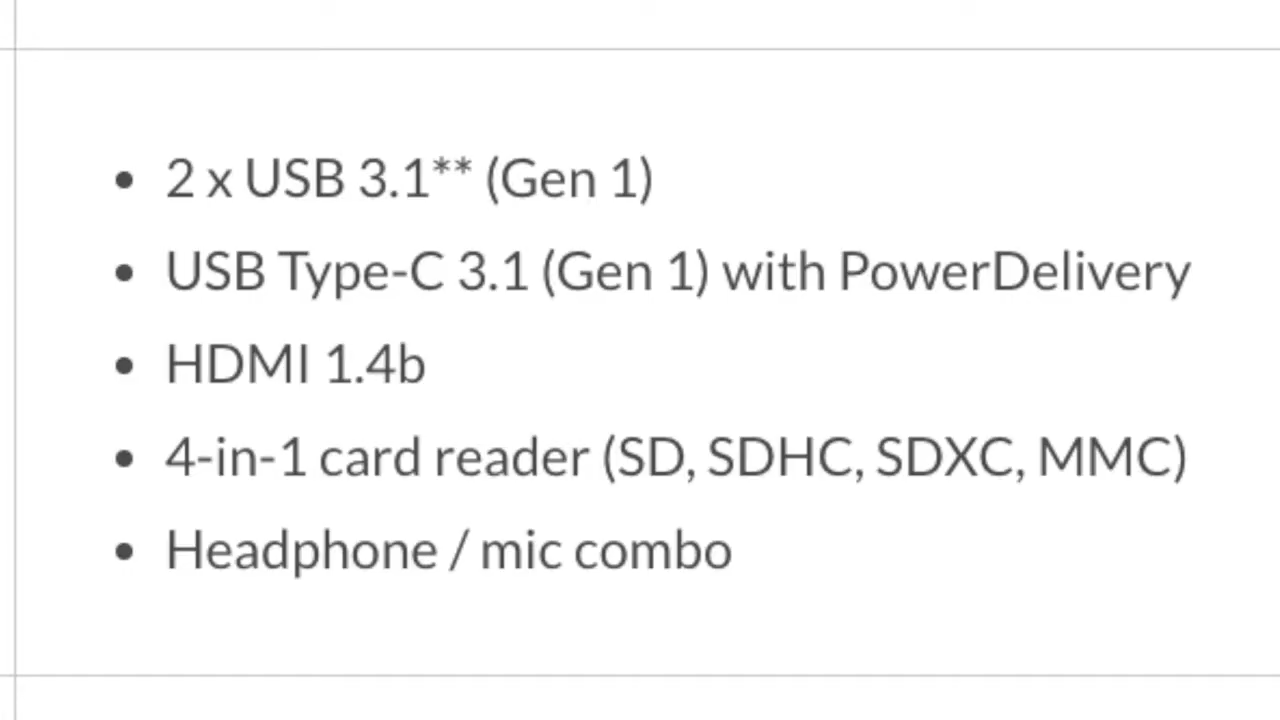 • 2 x USB 3.1** (Gen 1)
• USB Type-C 3.1 (Gen 1) with PowerDelivery
• HDMI 1.4b
• 4-in-1 card reader (SD, SDHC, SDXC, MMC)
• Headphone / mic combo